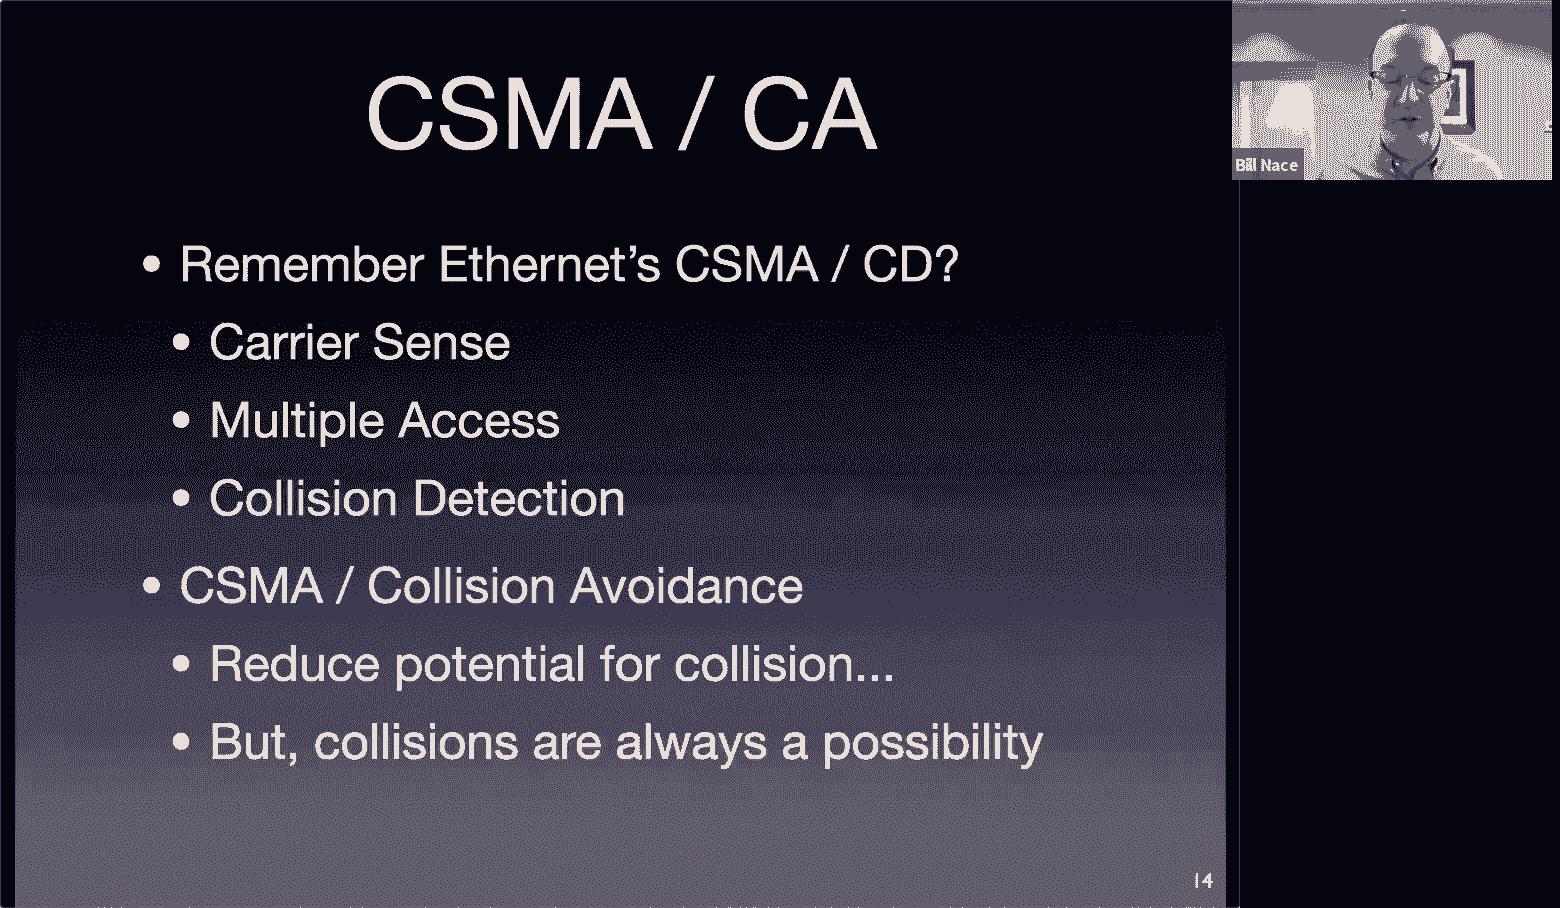 CSMA / CA
• Remember Ethernet’s CSMA / CD?
• Carrier Sense
• Multiple Access
• Collision Detection
• CSMA / Collision Avoidance
• Reduce potential for collision...
• But, collisions are always a possibility
14
Bill Nace